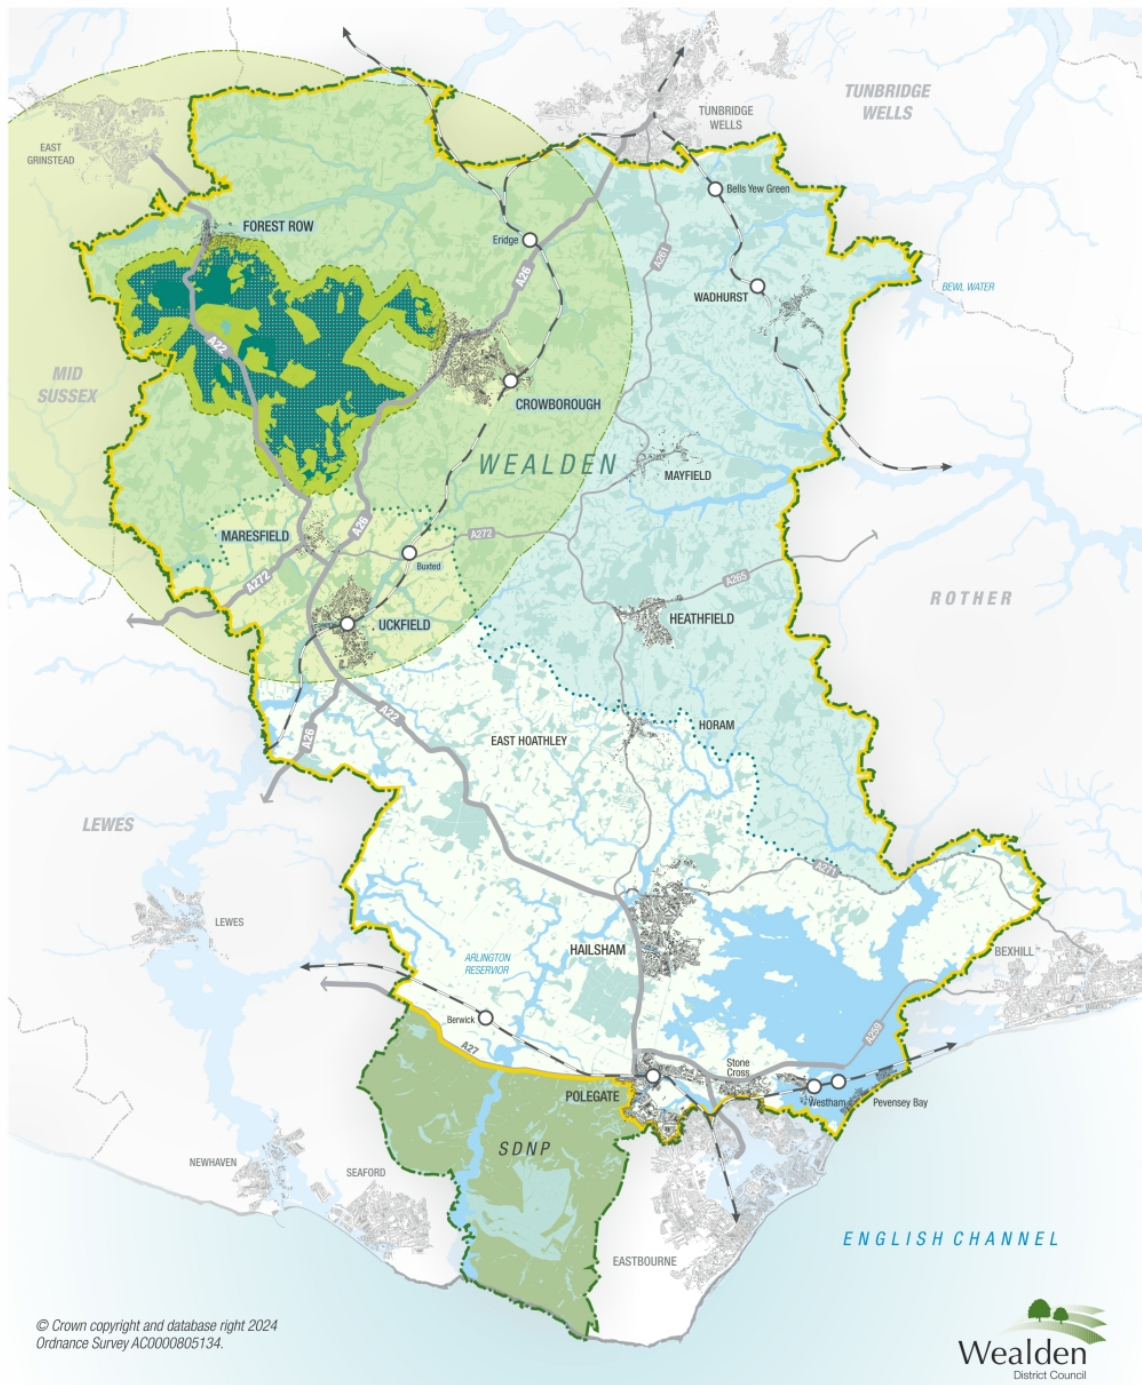 TUNBRIDGE
WELLS
TUNBRIDGE
WELLS
EAST
GRINSTEAD
Bells Yew Green
FOREST ROW
Eridge
A261
A26
BEWL WATER
WADHURST
A22
MID
SUSSEX
CROWBOROUGH
WEALDEN
MAYFIELD
MARESFIELD
A26
A272
Buxted
A272
A265
ROTHER
UCKFIELD
HEATHFIELD
A22
HORAM
A26
EAST HOATHLEY
LEWES
A271
LEWES
HAILSHAM
BEXHILL
ARLINGTON
RESERVIOR
Berwick
A259
A27
Stone
Cross
POLEGATE
Westham
Pevensey Bay
SDNP
NEWHAVEN
SEAFORD
ENGLISH CHANNEL
EASTBOURNE
© Crown copyright and database right 2024
Ordnance Survey AC0000805134.
Wealden
District Council